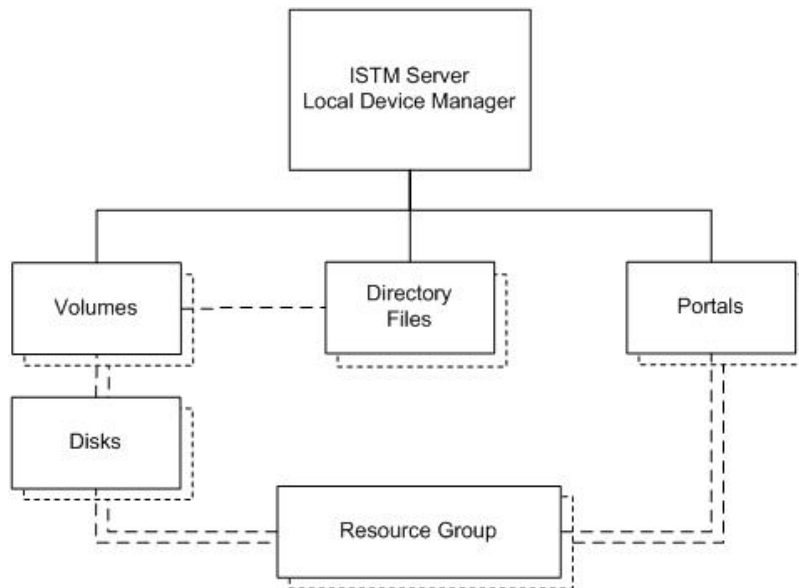 ISTM Server
Local Device Manager
Volumes
Directory
Files
Portals
Disks
Resource Group